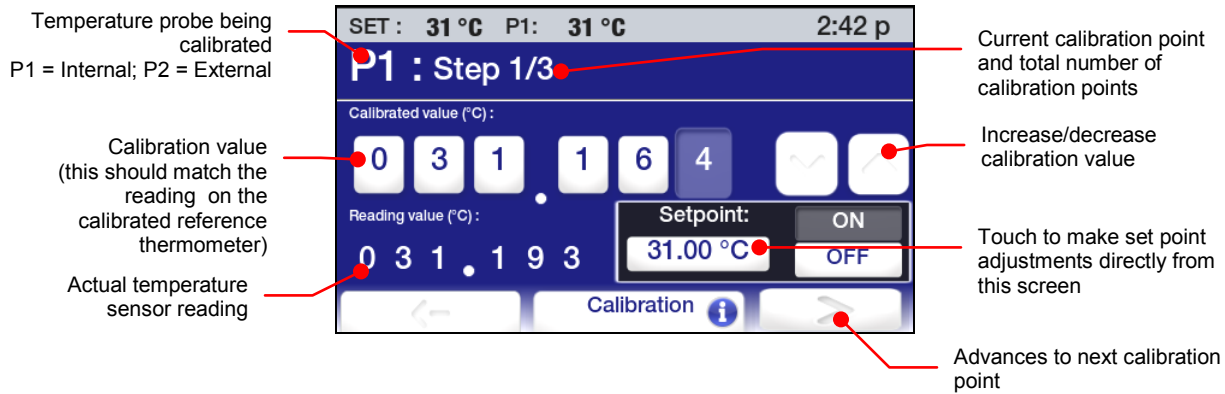 Temperature probe being
calibrated
P1 = Internal; P2 = External
Calibration value
(this should match the
reading on the
calibrated reference
thermometer)
Actual temperature
sensor reading
SET : 31 °C P1: 31 °C 2:42 p
P1 : Step 1/3
Calibrated value (°C) :
0 3 1 . 1 6 4
Reading value (°C) :
0 3 1 . 1 9 3
Setpoint:
31.00 °C
ON
OFF
Calibration i
Current calibration point
and total number of
calibration points
Increase/decrease
calibration value
Touch to make set point
adjustments directly from
this screen
Advances to next calibration
point